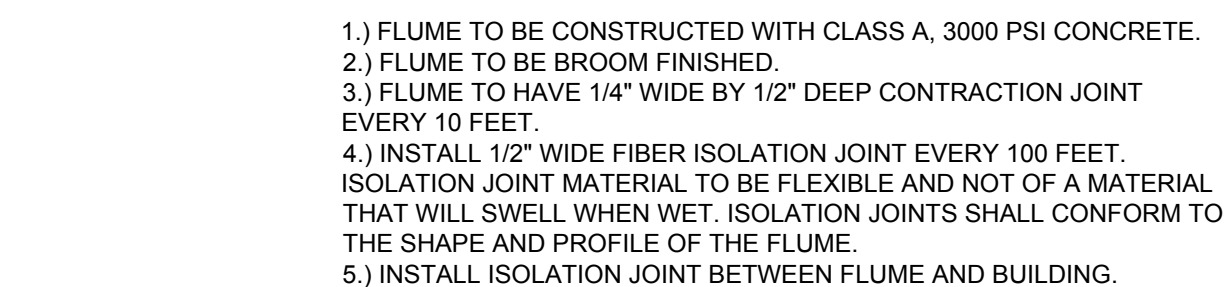 1.) FLUME TO BE CONSTRUCTED WITH CLASS A, 3000 PSI CONCRETE.
2.) FLUME TO BE BROOM FINISHED.
3.) FLUME TO HAVE 1/4" WIDE BY 1/2" DEEP CONTRACTION JOINT
EVERY 10 FEET.
4.) INSTALL 1/2" WIDE FIBER ISOLATION JOINT EVERY 100 FEET.
ISOLATION JOINT MATERIAL TO BE FLEXIBLE AND NOT OF A MATERIAL
THAT WILL SWELL WHEN WET. ISOLATION JOINTS SHALL CONFORM TO
THE SHAPE AND PROFILE OF THE FLUME.
5.) INSTALL ISOLATION JOINT BETWEEN FLUME AND BUILDING.